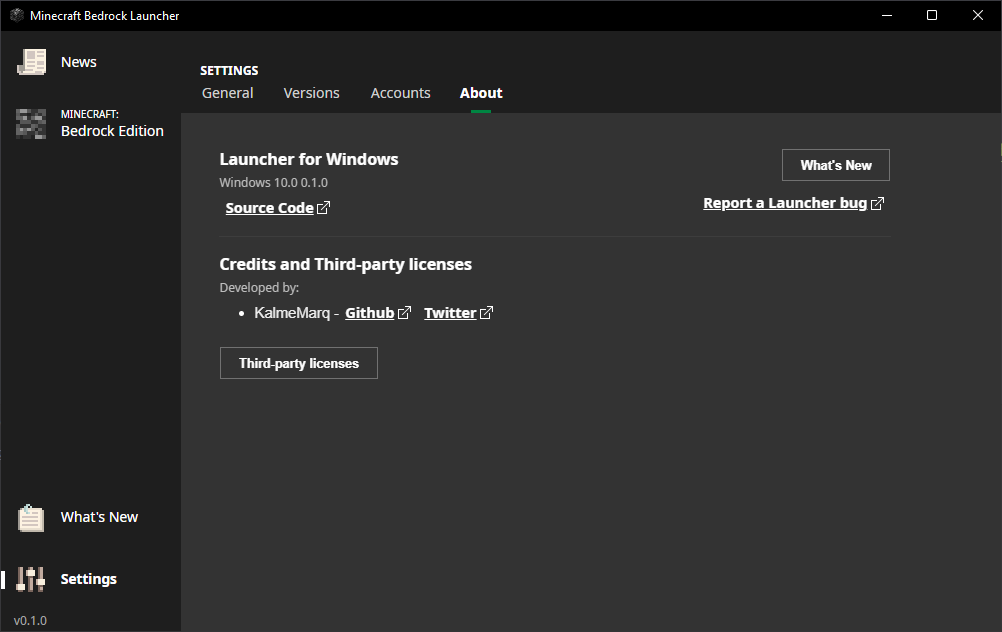 Minecraft Bedrock Launcher
News
MINECRAFT:
Bedrock Edition
What's New
Settings
v0.1.0
SETTINGS
General Versions Accounts About
Launcher for Windows
Windows 10.0 0.1.0
Source Code
What's New
Report a Launcher bug
Credits and Third-party licenses
Developed by:
• KalmeMarq - Github Twitter
Third-party licenses